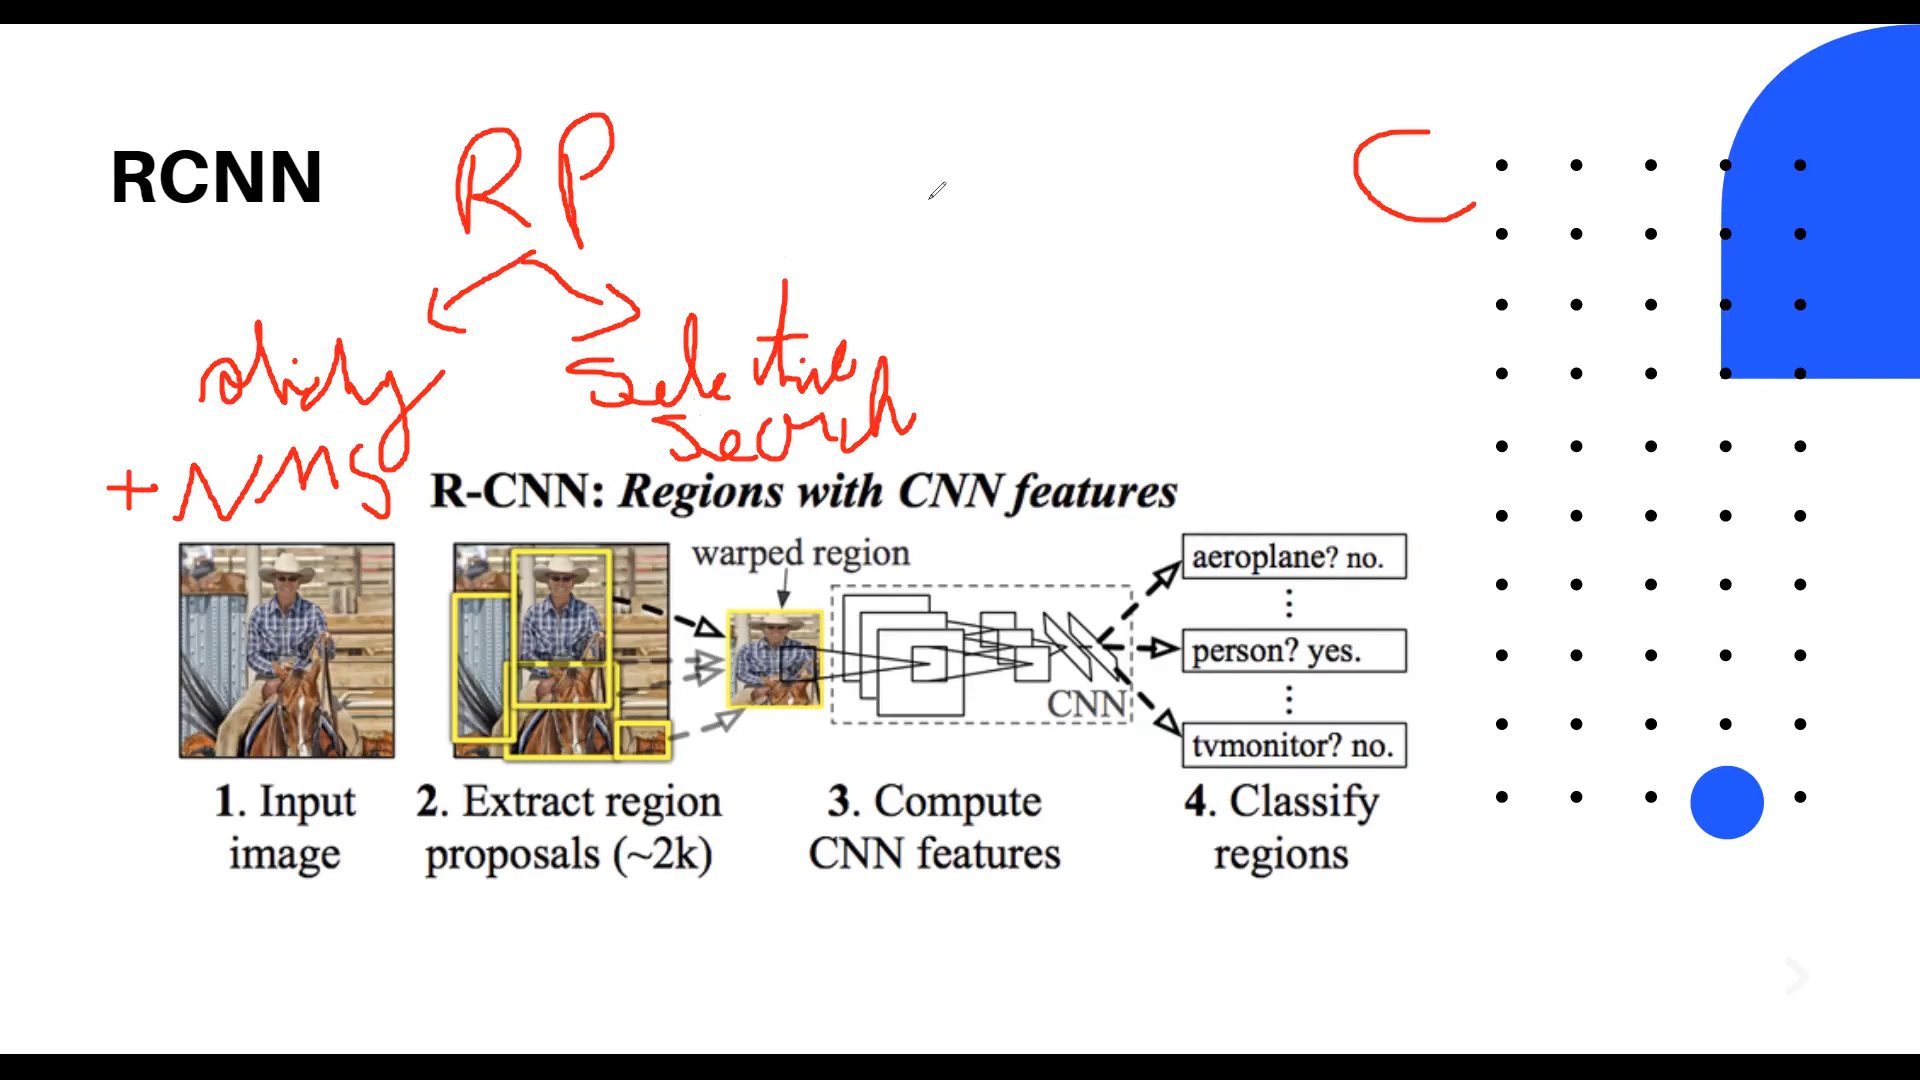 RCNN
RP
C
sliding
Selective
Search
+ NMS
R-CNN: Regions with CNN features
warped region
aeroplane? no.
person? yes.
tvmonitor? no.
CNN
1. Input
image
2. Extract region
proposals (~2k)
3. Compute
CNN features
4. Classify
regions